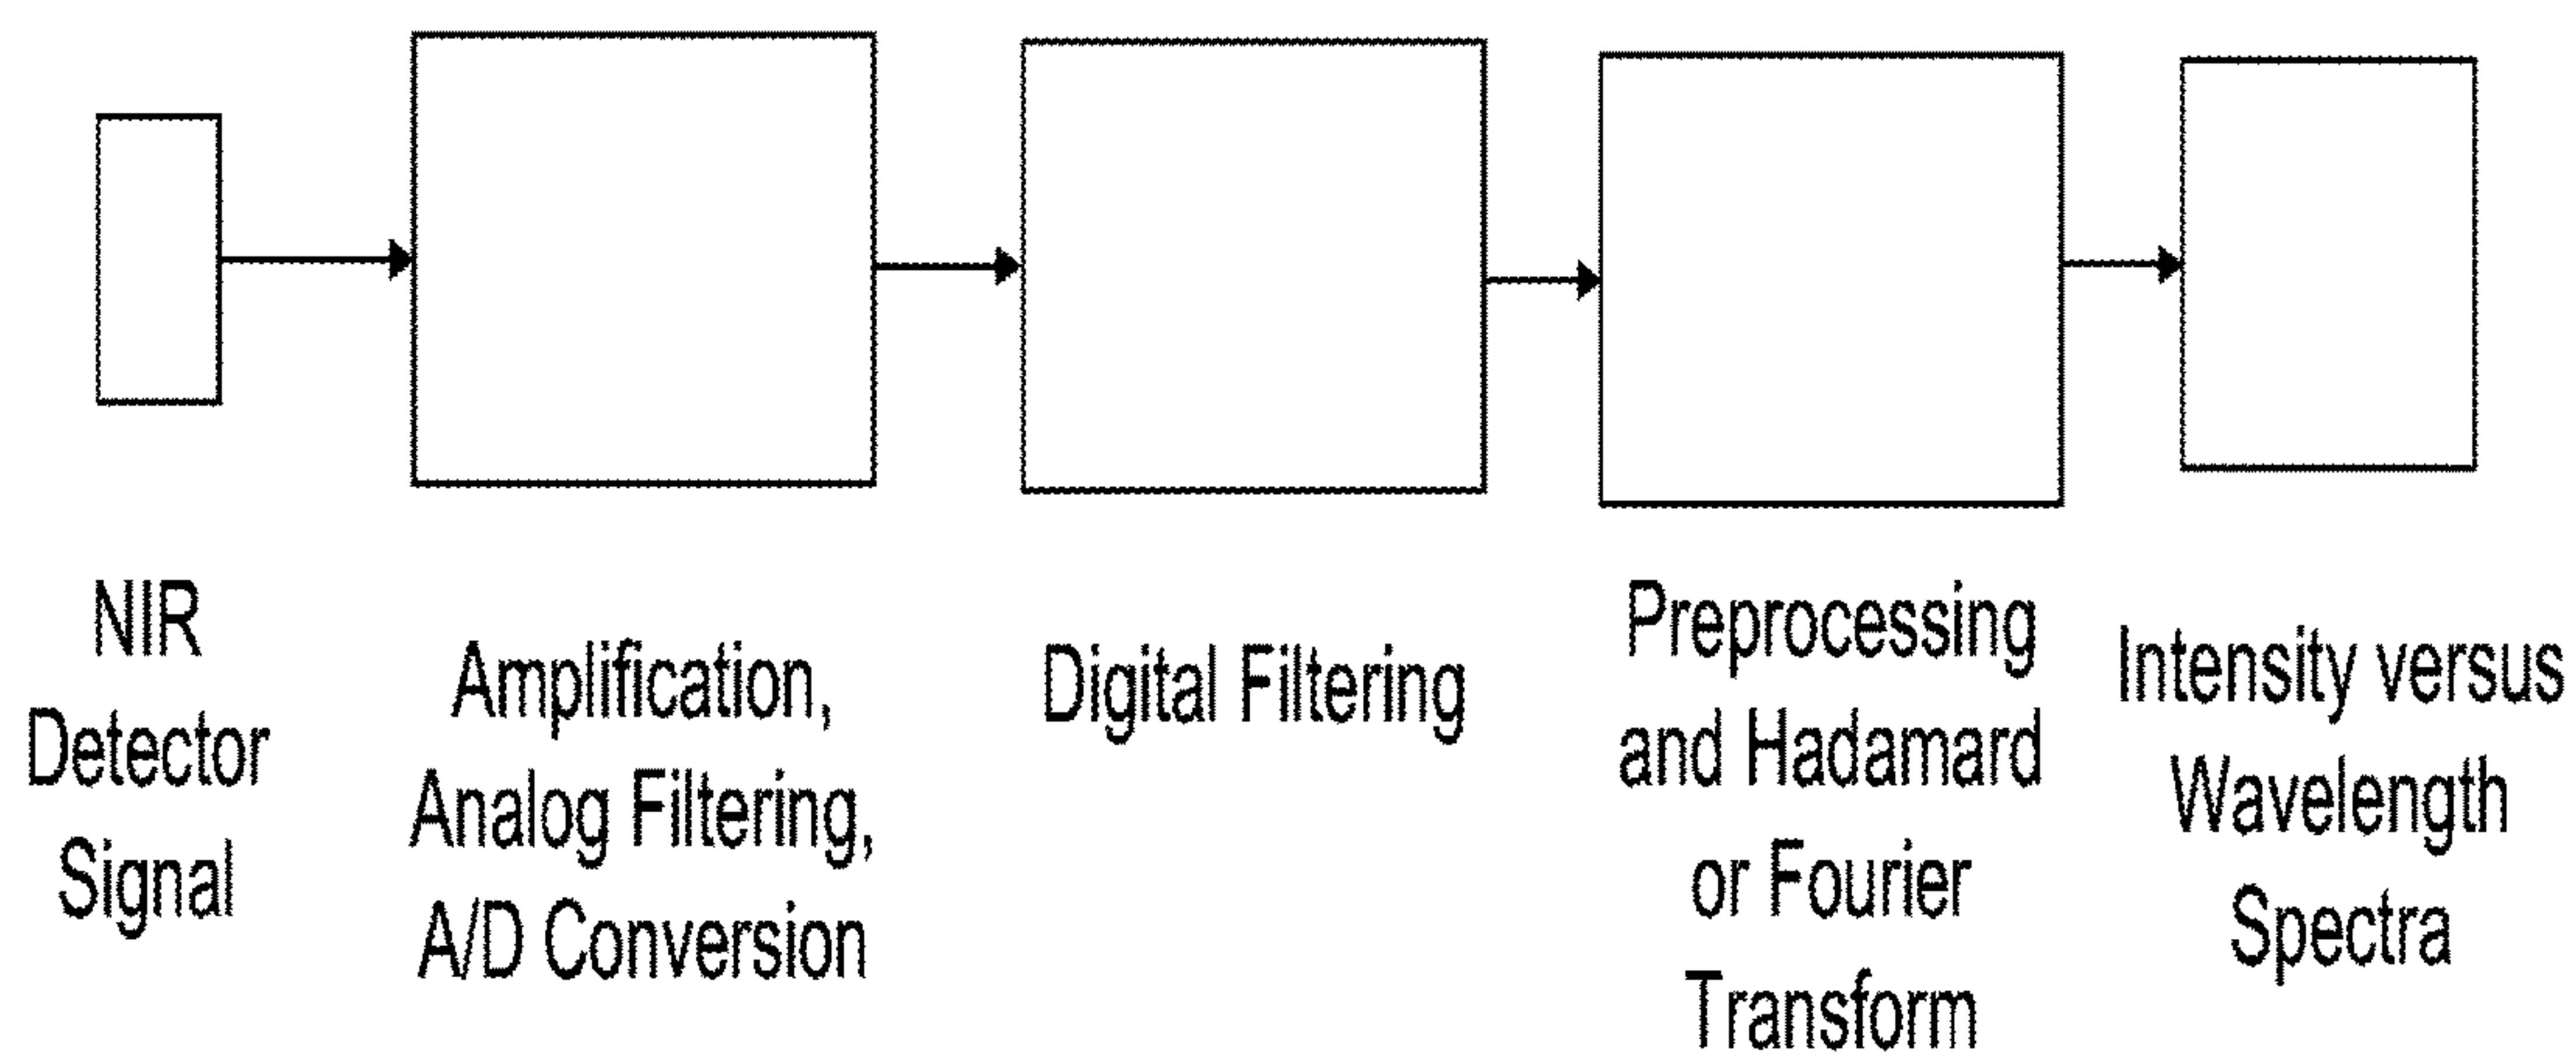 NIR
Detector
Signal
Amplification,
Analog Filtering,
A/D Conversion
Digital Filtering
Preprocessing
and Hadamard
or Fourier
Transform
Intensity versus
Wavelength
Spectra